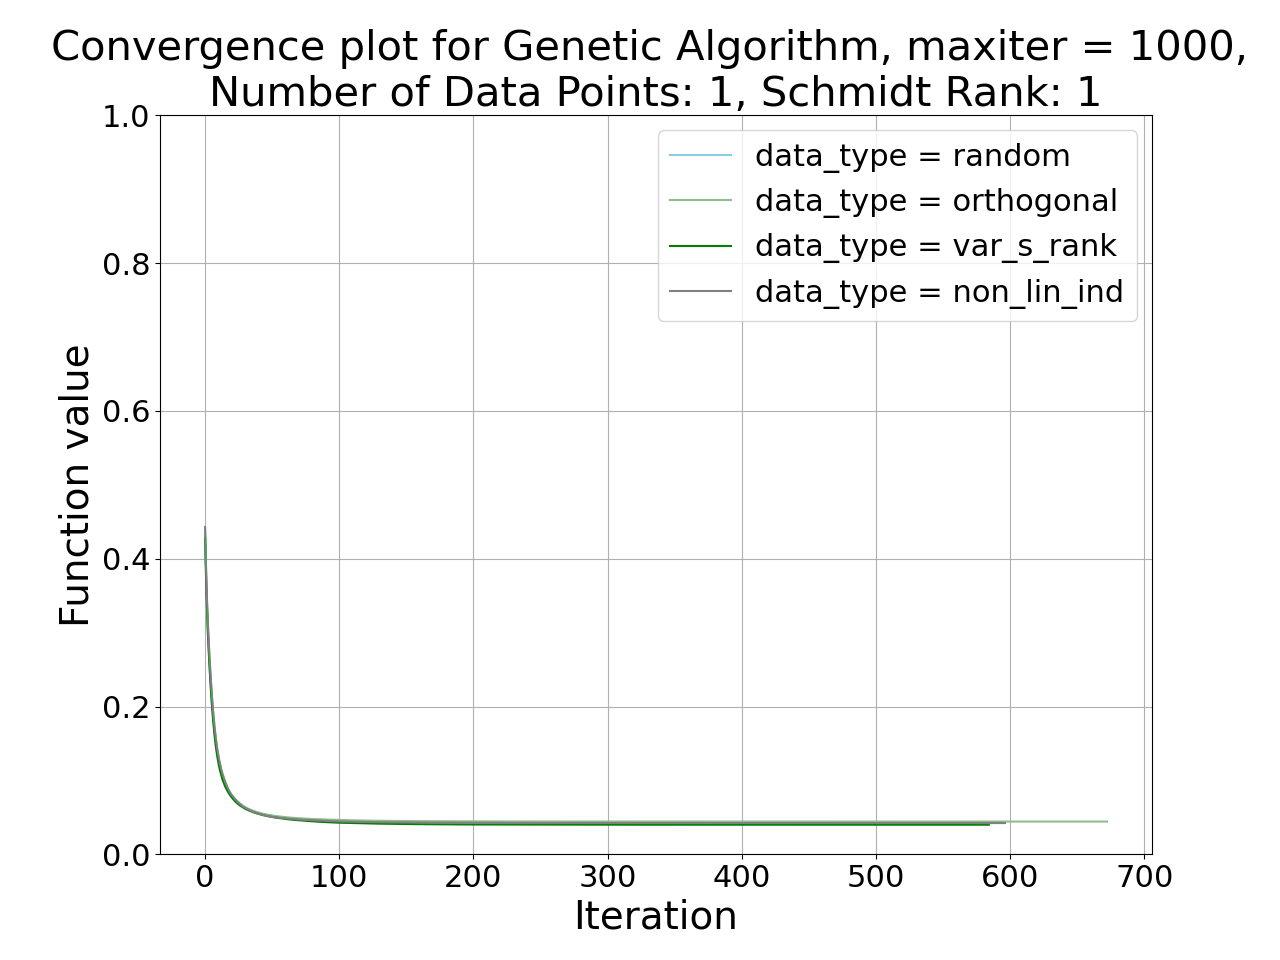 Convergence plot for Genetic Algorithm, maxiter = 1000,
Number of Data Points: 1, Schmidt Rank: 1
1.0
0.8
0.6
0.4
0.2
0.0
Function value
data_type = random
data_type = orthogonal
data_type = var_s_rank
data_type = non_lin_ind
0 100 200 300 400 500 600 700
Iteration